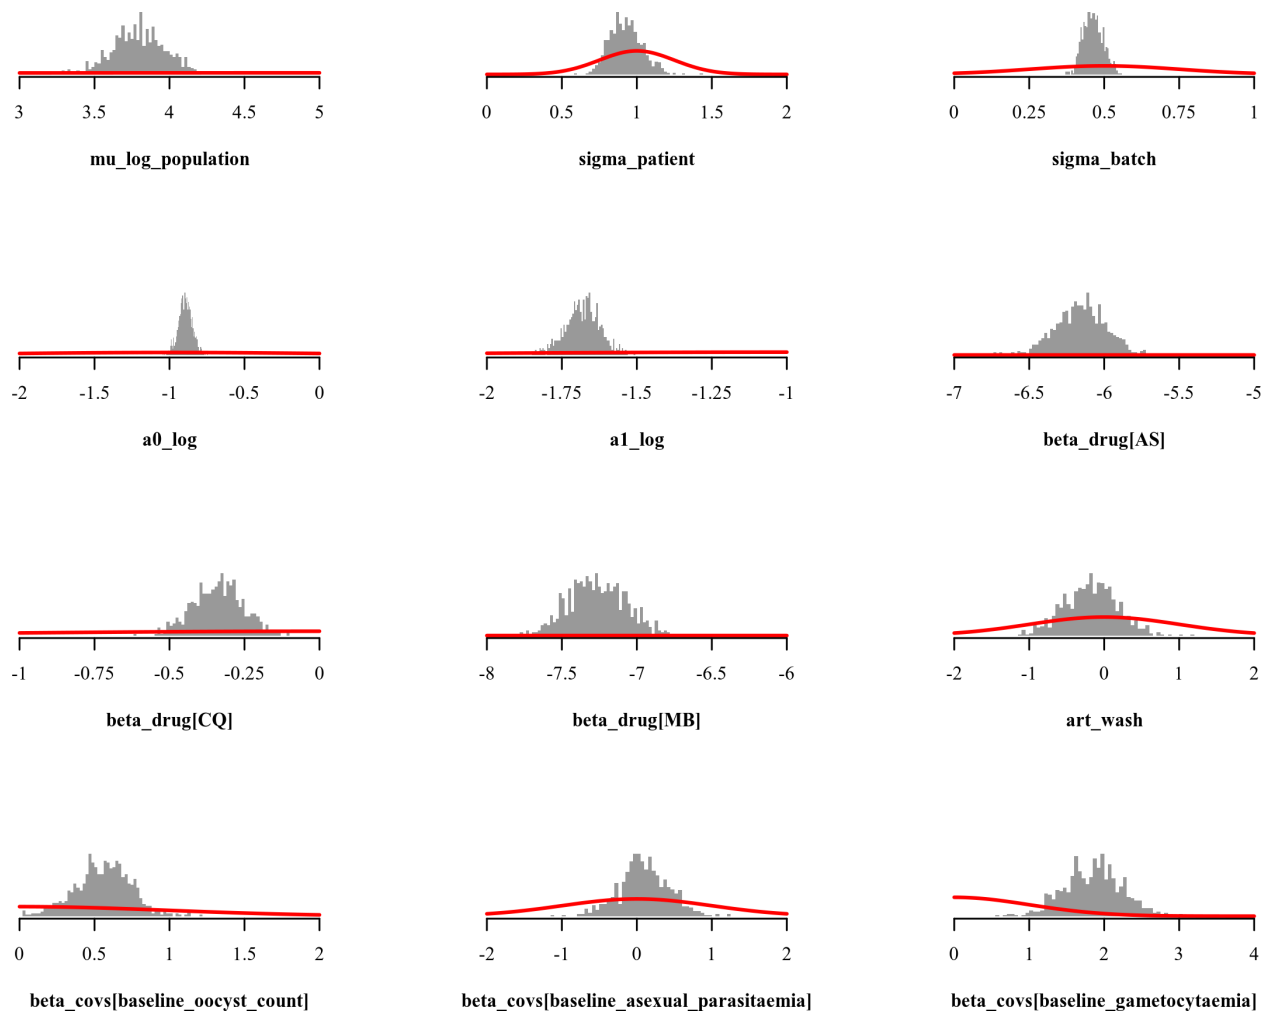 3 3.5 4 4.5 5
mu_log_population
0 0.5 1 1.5 2
sigma_patient
0 0.25 0.5 0.75 1
sigma_batch
-2 -1.5 -1 -0.5 0
a0_log
-2 -1.75 -1.5 -1.25 -1
a1_log
-7 -6.5 -6 -5.5 -5
beta_drug[AS]
-1 -0.75 -0.5 -0.25 0
beta_drug[CQ]
-8 -7.5 -7 -6.5 -6
beta_drug[MB]
-2 -1 0 1 2
art_wash
0 0.5 1 1.5 2
beta_covs[baseline_oocyst_count]
-2 -1 0 1 2
beta_covs[baseline_asexual_parasitaemia]
0 1 2 3 4
beta_covs[baseline_gametocytaemia]